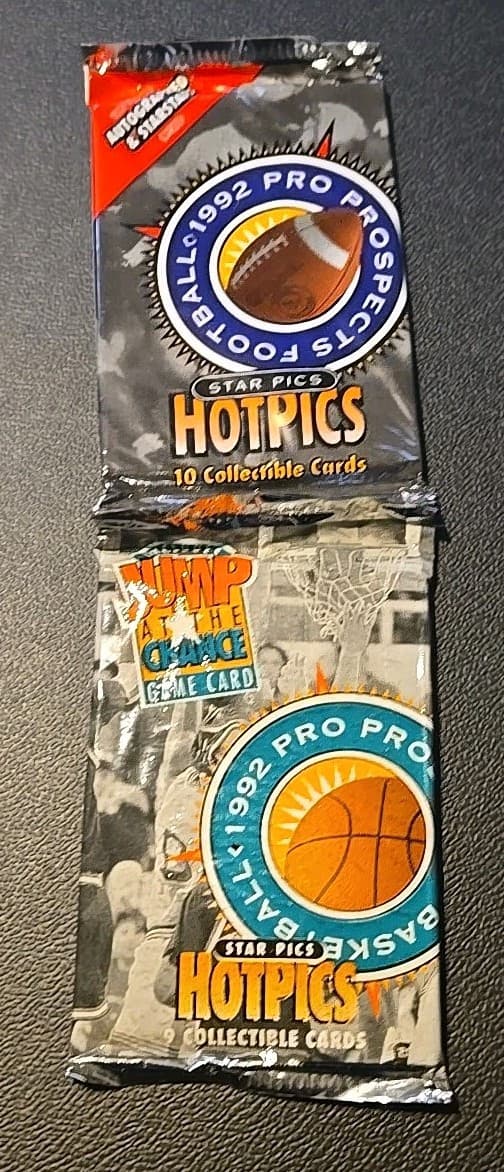 AUTOGRAPHED
& STARSTAT
1992 PRO PROSPECTS FOOTBALL
STAR PICS
HOTPICS
10 Collectible Cards
JUMP
AT THE
CHANCE
GAME CARD
1992 PRO PRO
BASKETBALL
STAR PICS
HOTPICS
9 COLLECTIBLE CARDS